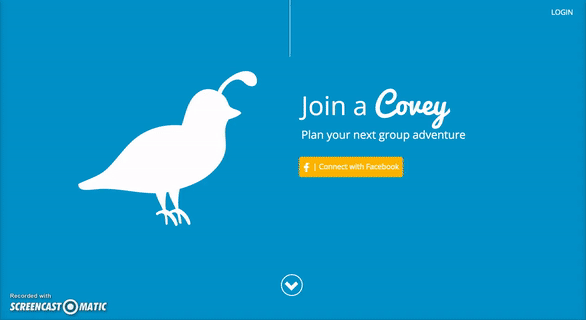 LOGIN
Join a Covey
Plan your next group adventure
f | Connect with Facebook
Recorded with
SCREENCAST-O-MATIC